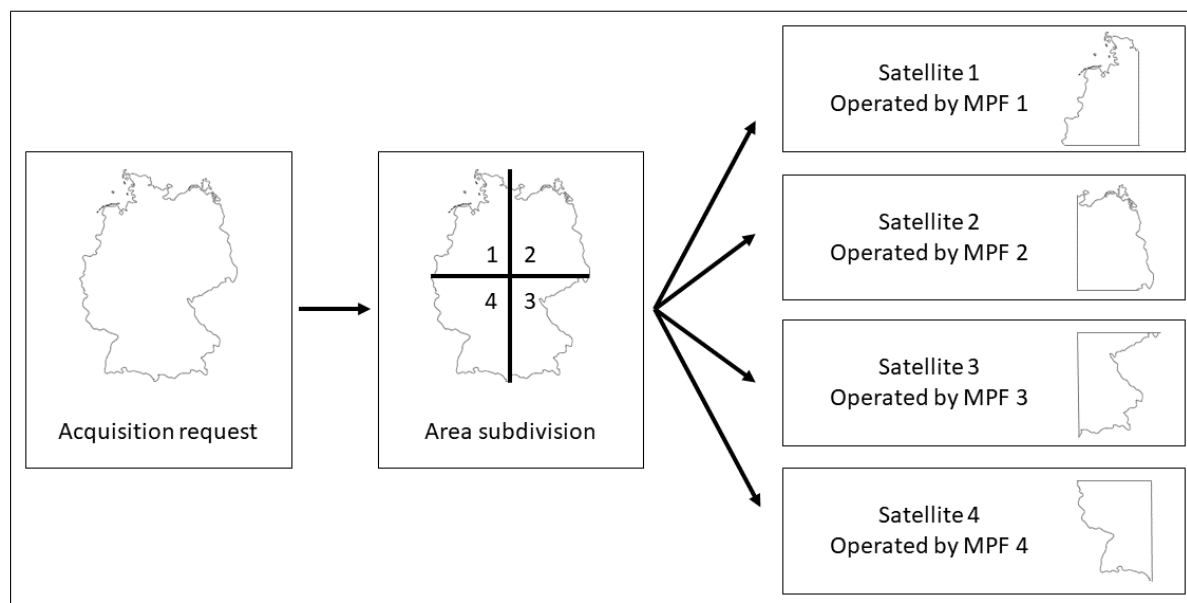 Acquisition request
1 2
4 3
Area subdivision
Satellite 1
Operated by MPF 1
Satellite 2
Operated by MPF 2
Satellite 3
Operated by MPF 3
Satellite 4
Operated by MPF 4